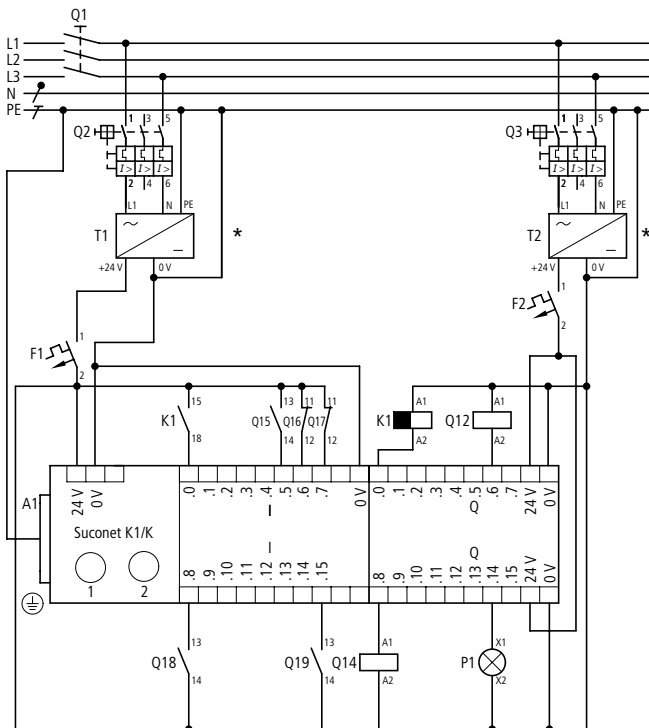 Q1
L1
L2
L3
N
PE
Q2
1 3 5
I> I> I>
2 4 6
Q3
1 3 5
I> I> I>
2 4 6
L1 N PE
T1
~
–
*
+24 V 0 V
L1 N PE
T2
~
–
*
+24 V 0 V
F1
1
2
F2
1
2
K1
15
18
Q15
13
14
Q16
11
12
Q17
11
12
K1
A1
A2
Q12
A1
A2
A1
24 V
0 V
.0 .1 .2 .3 .4 .5 .6 .7 0 V
I
.0 .1 .2 .3 .4 .5 .6 .7 24 V 0 V
Q
Suconet K1/K
1 2
I
.8 .9 .10 .11 .12 .13 .14 .15
Q
.8 .9 .10 .11 .12 .13 .14 .15 24 V 0 V
Q18
13
14
Q19
13
14
Q14
A1
A2
P1
X1
X2